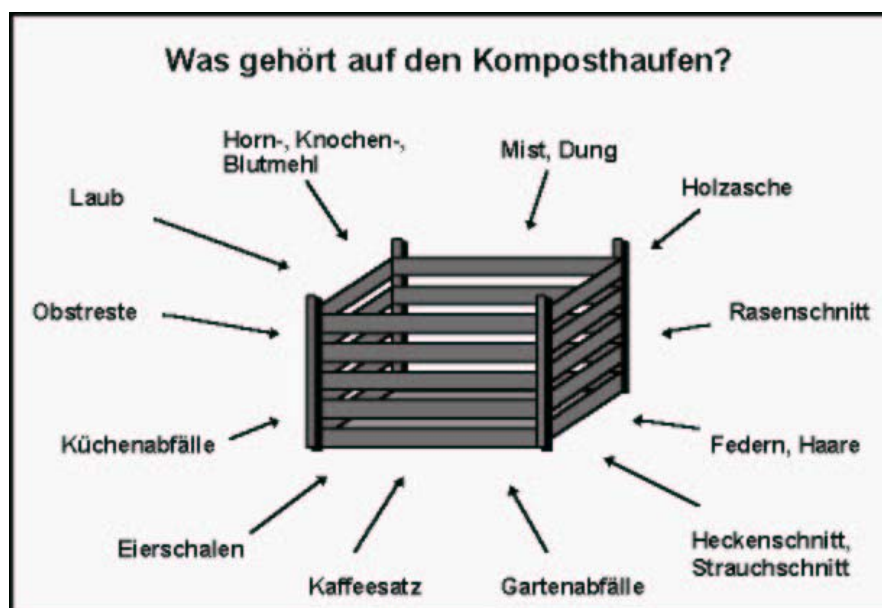 Was gehört auf den Komposthaufen?
Horn-, Knochen-,
Blutmehl
Mist, Dung
Laub
Holzasche
Obstreste
Rasenschnitt
Küchenabfälle
Federn, Haare
Eierschalen
Heckenschnitt,
Strauchschnitt
Kaffeesatz
Gartenabfälle